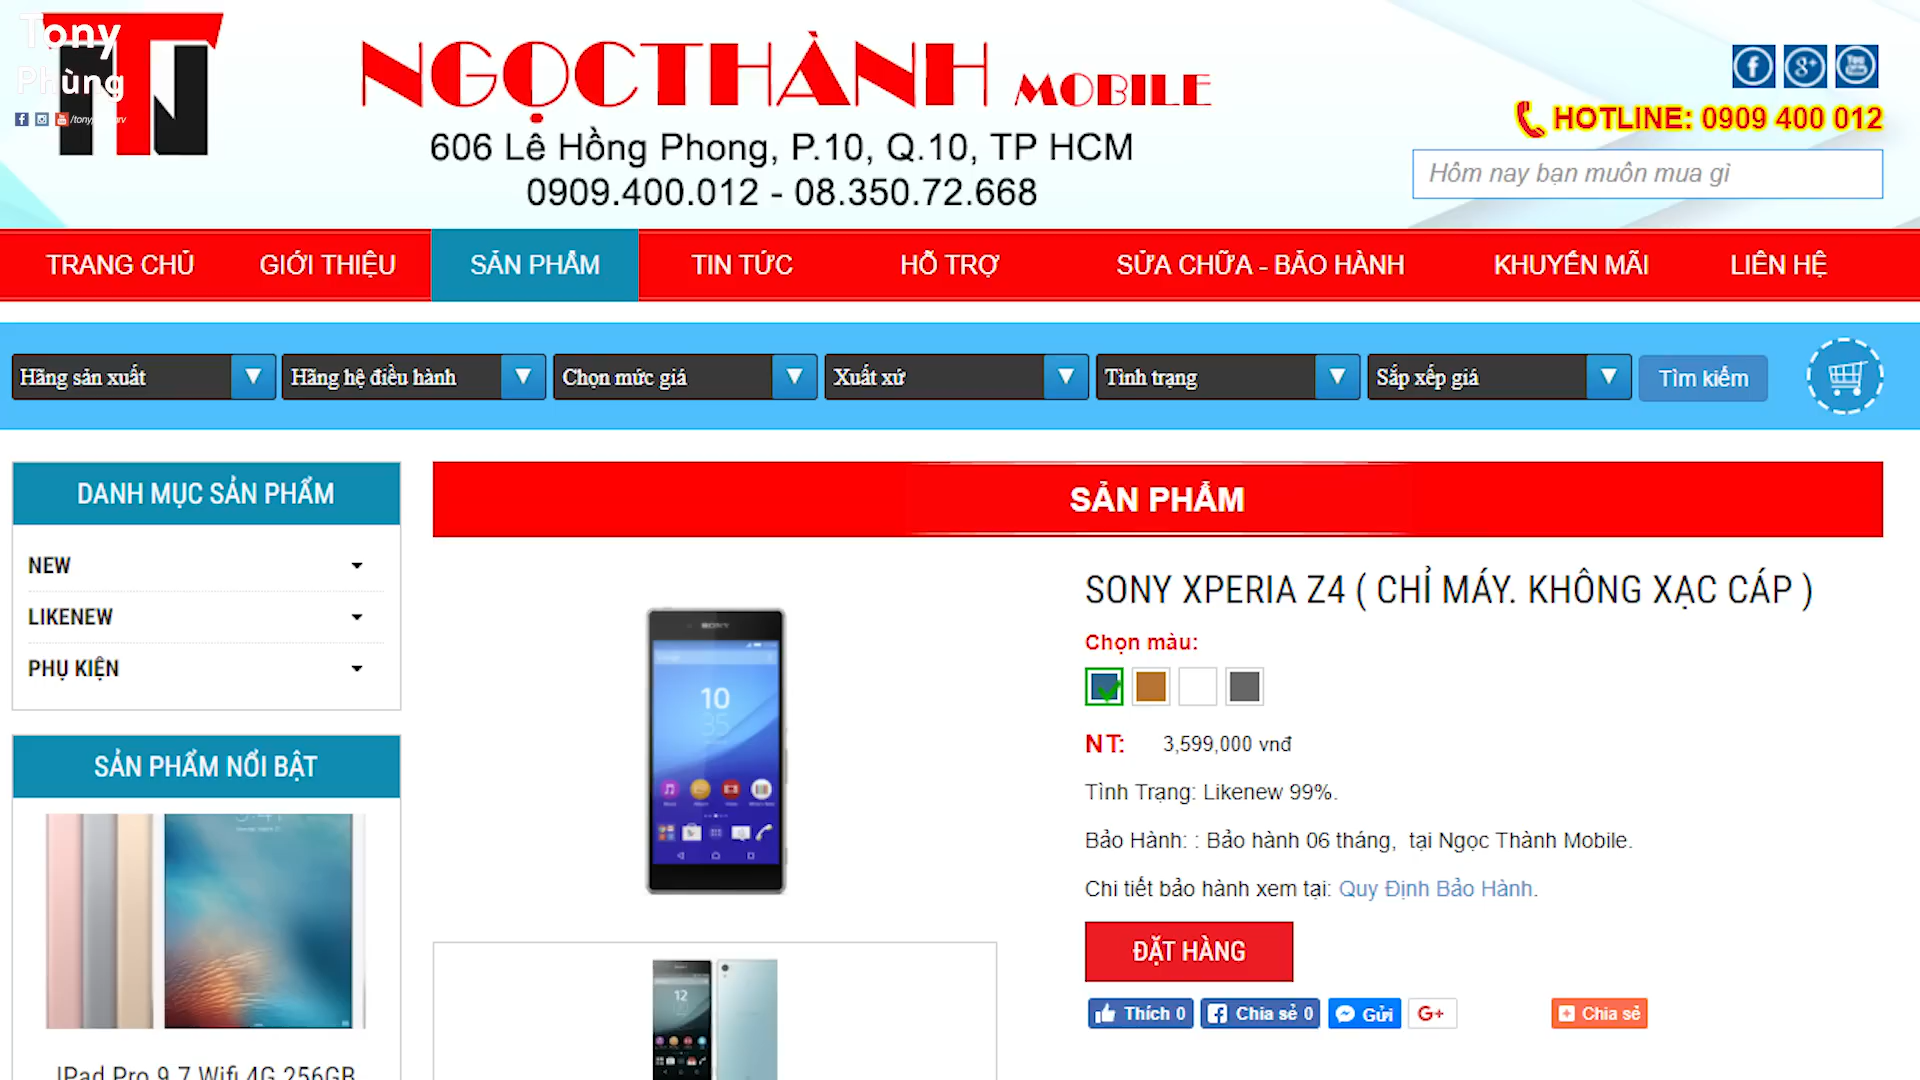 Tony
Phùng
NGỌCTHÀNH MOBILE
606 Lê Hồng Phong, P.10, Q.10, TP HCM
0909.400.012 - 08.350.72.668
HOTLINE: 0909 400 012
Hôm nay bạn muôn mua gì
TRANG CHỦ GIỚI THIỆU SẢN PHẨM TIN TỨC HỖ TRỢ SỬA CHỮA - BẢO HÀNH KHUYẾN MÃI LIÊN HỆ
Hãng sản xuất Hãng hệ điều hành Chọn mức giá Xuất xứ Tình trạng Sắp xếp giá Tìm kiếm
DANH MỤC SẢN PHẨM
NEW
LIKENEW
PHỤ KIỆN
SẢN PHẨM NỔI BẬT
IPad Pro 9.7 Wifi 4G 256GB
SẢN PHẨM
SONY XPERIA Z4 ( CHỈ MÁY. KHÔNG XẠC CÁP )
Chọn màu:
NT: 3,599,000 vnđ
Tình Trạng: Likenew 99%.
Bảo Hành: : Bảo hành 06 tháng, tại Ngọc Thành Mobile.
Chi tiết bảo hành xem tại: Quy Định Bảo Hành.
ĐẶT HÀNG
Thích 0 Chia sẻ 0 Gửi G+ Chia sẻ
SONY
10
35
12